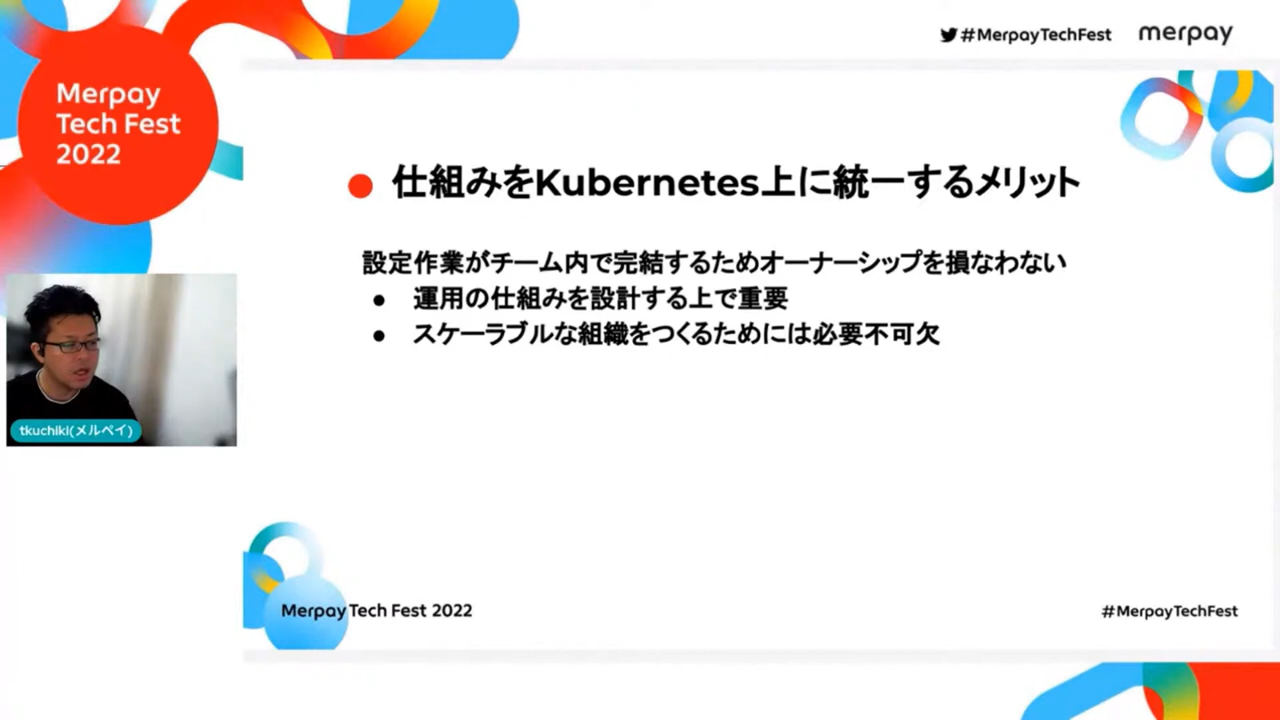 #MerpayTechFest
merpay
Merpay
Tech Fest
2022
仕組みをKubernetes上に統一するメリット
設定作業がチーム内で完結するためオーナーシップを損なわない
● 運用の仕組みを設計する上で重要
● スケーラブルな組織をつくるためには必要不可欠
tkuchiki(メルペイ)
Merpay Tech Fest 2022
#MerpayTechFest